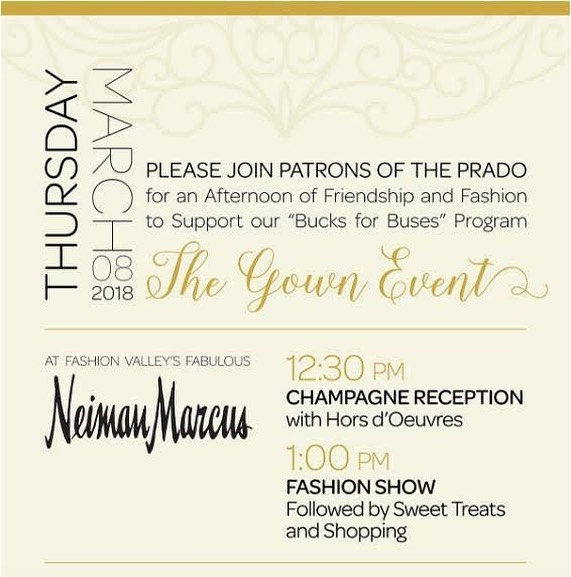 THURSDAY
MARCH 08
2018
PLEASE JOIN PATRONS OF THE PRADO
for an Afternoon of Friendship and Fashion
to Support our “Bucks for Buses” Program
The Gown Event
AT FASHION VALLEY'S FABULOUS
Neiman Marcus
12:30 PM
CHAMPAGNE RECEPTION
with Hors d'Oeuvres
1:00 PM
FASHION SHOW
Followed by Sweet Treats
and Shopping